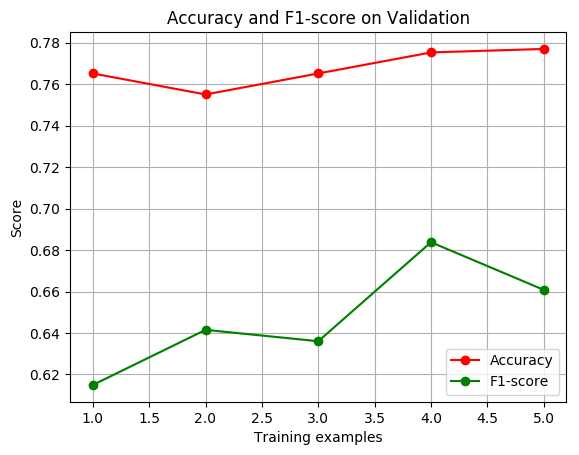 Accuracy and F1-score on Validation
0.78
0.76
0.74
0.72
0.70
0.68
0.66
0.64
0.62
Score
1.0 1.5 2.0 2.5 3.0 3.5 4.0 4.5 5.0
Training examples
Accuracy
F1-score